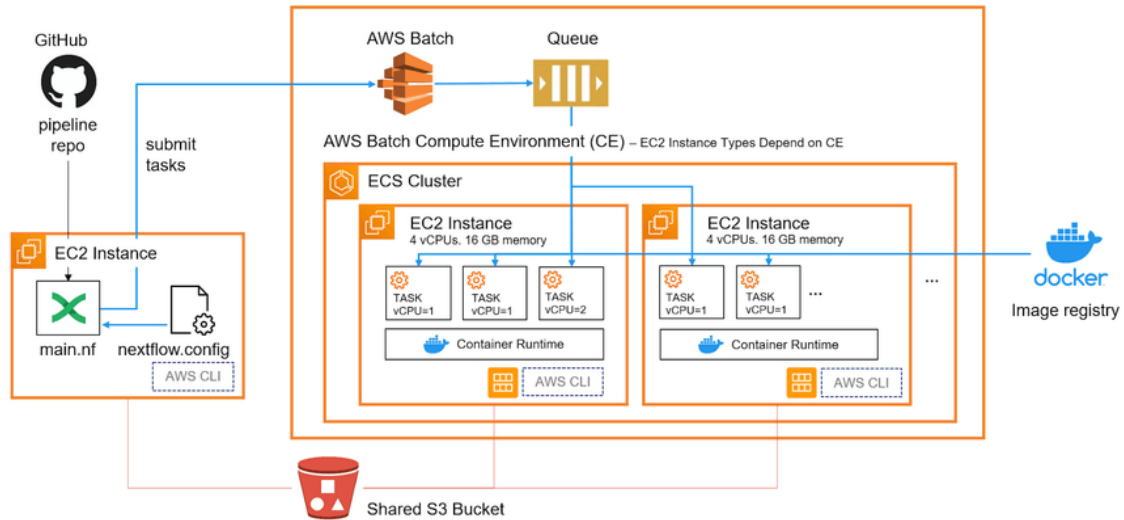 GitHub
pipeline
repo
submit
tasks
EC2 Instance
main.nf
nextflow.config
AWS CLI
AWS Batch
Queue
AWS Batch Compute Environment (CE) – EC2 Instance Types Depend on CE
ECS Cluster
EC2 Instance
4 vCPUs. 16 GB memory
TASK
vCPU=1
TASK
vCPU=1
TASK
vCPU=2
Container Runtime
AWS CLI
EC2 Instance
4 vCPUs. 16 GB memory
TASK
vCPU=1
TASK
vCPU=1
...
Container Runtime
AWS CLI
...
docker
Image registry
Shared S3 Bucket